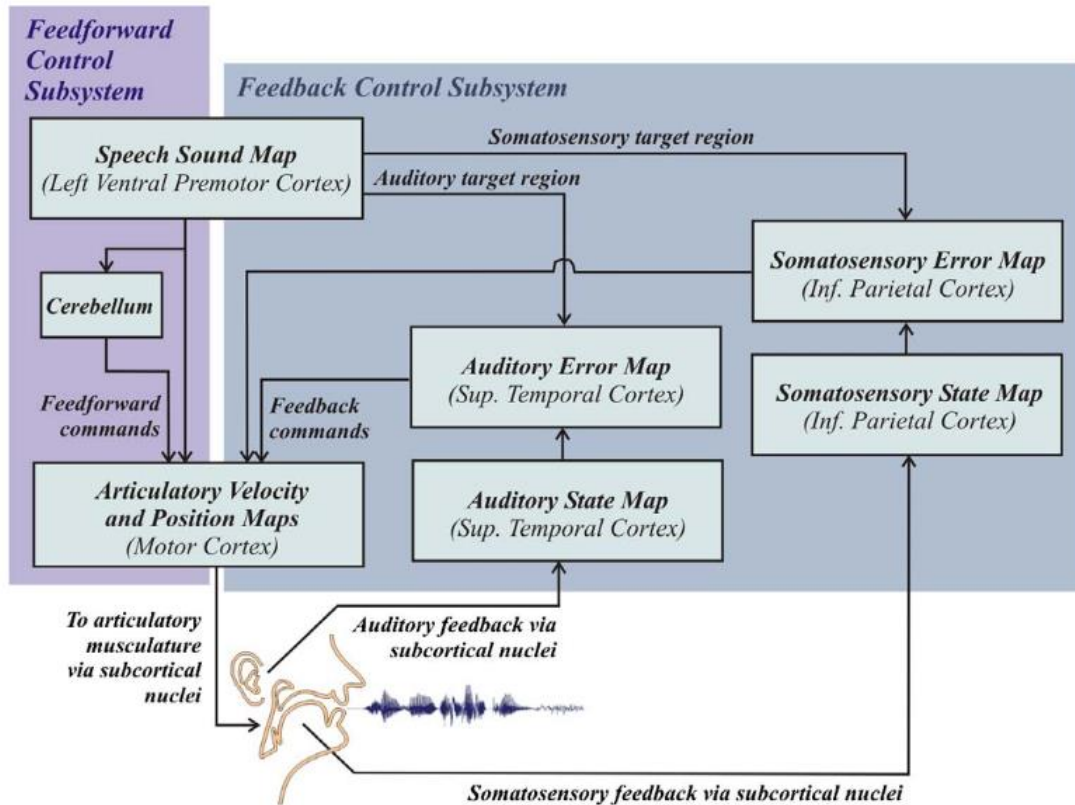 Feedforward
Control
Subsystem
Feedback Control Subsystem
Speech Sound Map
(Left Ventral Premotor Cortex)
Somatosensory target region
Auditory target region
Cerebellum
Somatosensory Error Map
(Inf. Parietal Cortex)
Auditory Error Map
(Sup. Temporal Cortex)
Somatosensory State Map
(Inf. Parietal Cortex)
Feedforward
commands
Feedback
commands
Articulatory Velocity
and Position Maps
(Motor Cortex)
Auditory State Map
(Sup. Temporal Cortex)
To articulatory
musculature
via subcortical
nuclei
Auditory feedback via
subcortical nuclei
Somatosensory feedback via subcortical nuclei